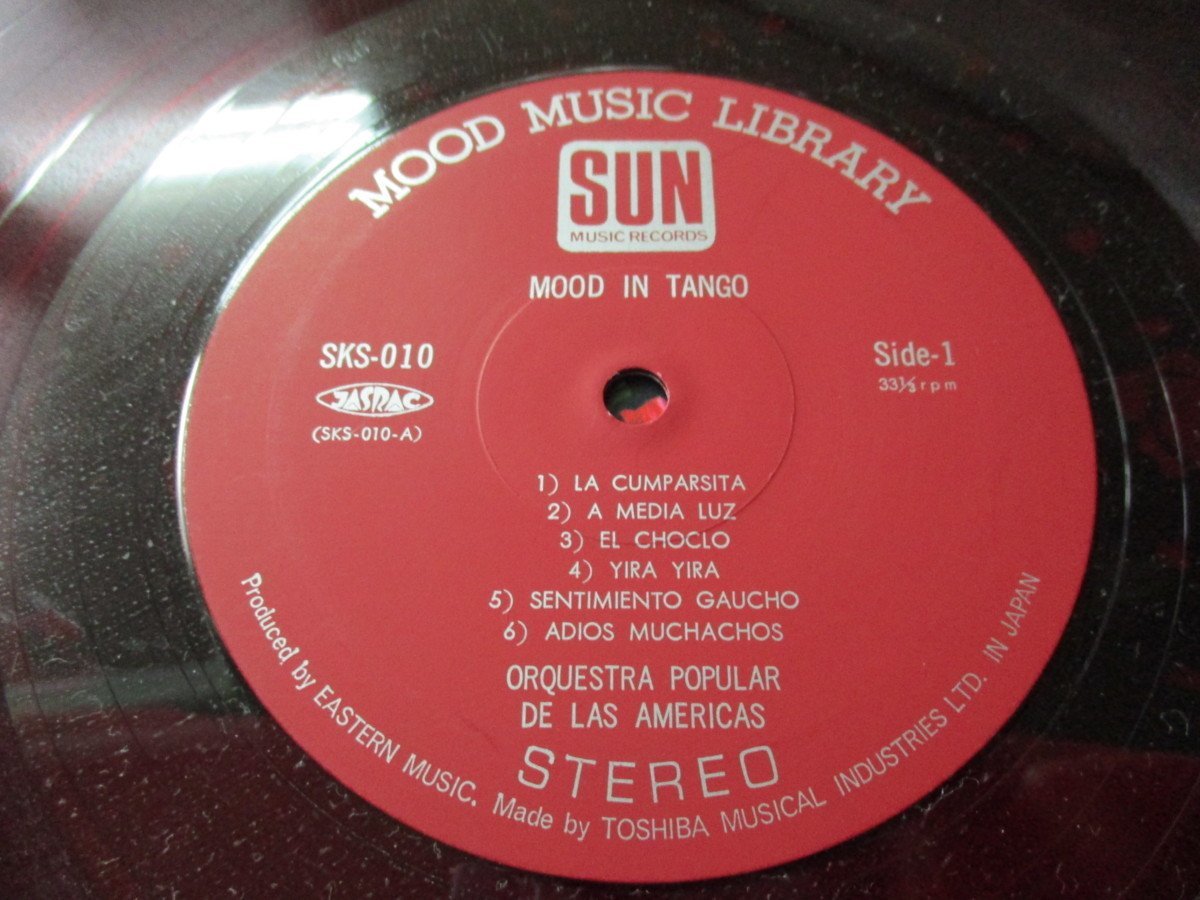 MOOD MUSIC LIBRARY
SUN
MUSIC RECORDS
MOOD IN TANGO
SKS-010
JASRAC
(SKS-010-A)
Side-1
33⅓rpm
1) LA CUMPARSITA
2) A MEDIA LUZ
3) EL CHOCLO
4) YIRA YIRA
5) SENTIMIENTO GAUCHO
6) ADIOS MUCHACHOS
ORQUESTRA POPULAR
DE LAS AMERICAS
STEREO
Produced by EASTERN MUSIC. Made by TOSHIBA MUSICAL INDUSTRIES LTD. IN JAPAN